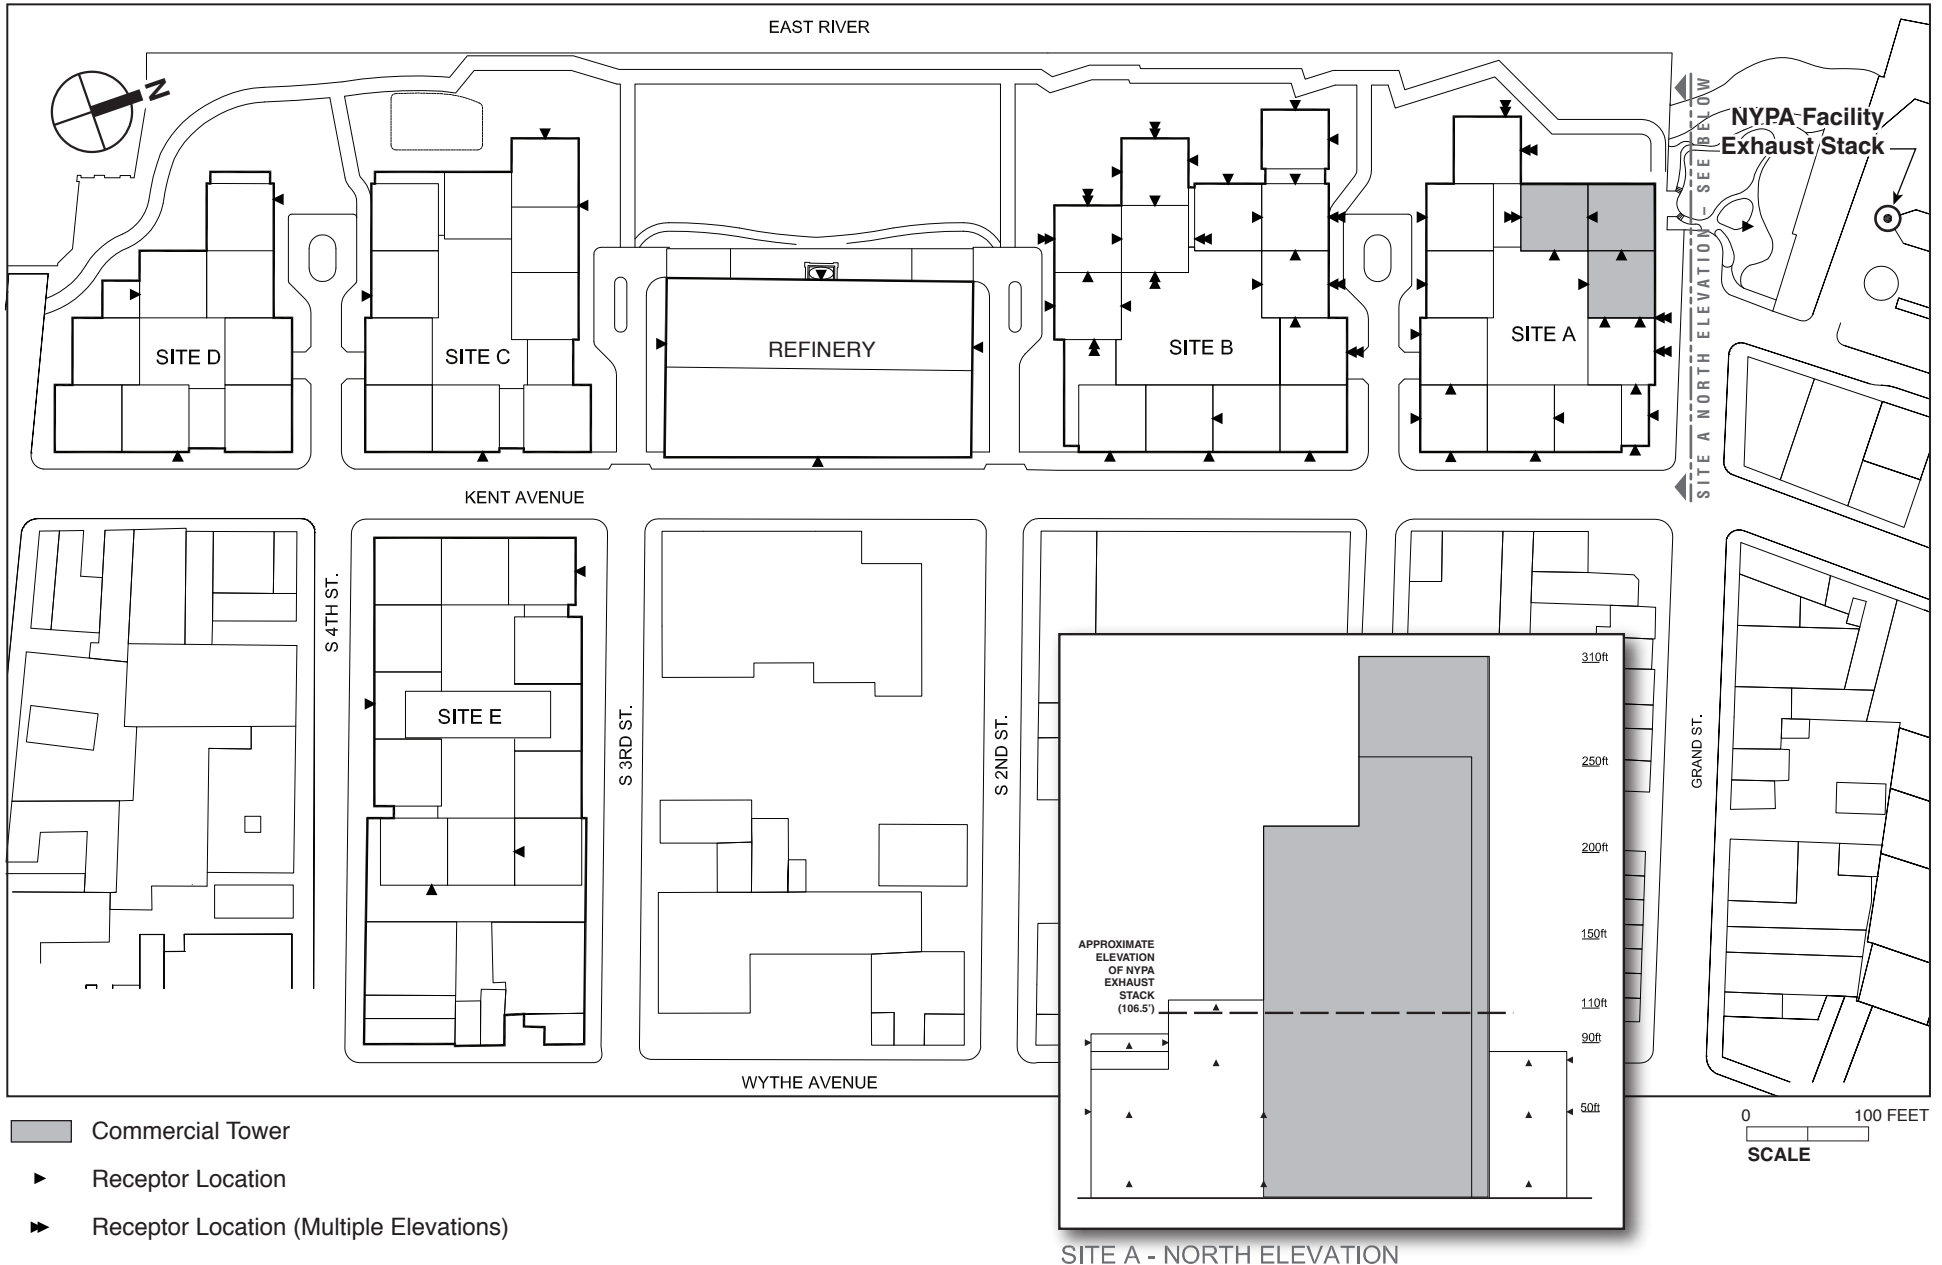 EAST RIVER
N
NYPA Facility
Exhaust Stack
SITE A NORTH ELEVATION - SEE BELOW
SITE D
SITE C
REFINERY
SITE B
SITE A
KENT AVENUE
S 4TH ST.
SITE E
S 3RD ST.
S 2ND ST.
GRAND ST.
WYTHE AVENUE
310ft
250ft
200ft
150ft
110ft
90ft
50ft
APPROXIMATE
ELEVATION
OF NYPA
EXHAUST
STACK
(106.5')
Commercial Tower
Receptor Location
Receptor Location (Multiple Elevations)
0 100 FEET
SCALE
SITE A - NORTH ELEVATION